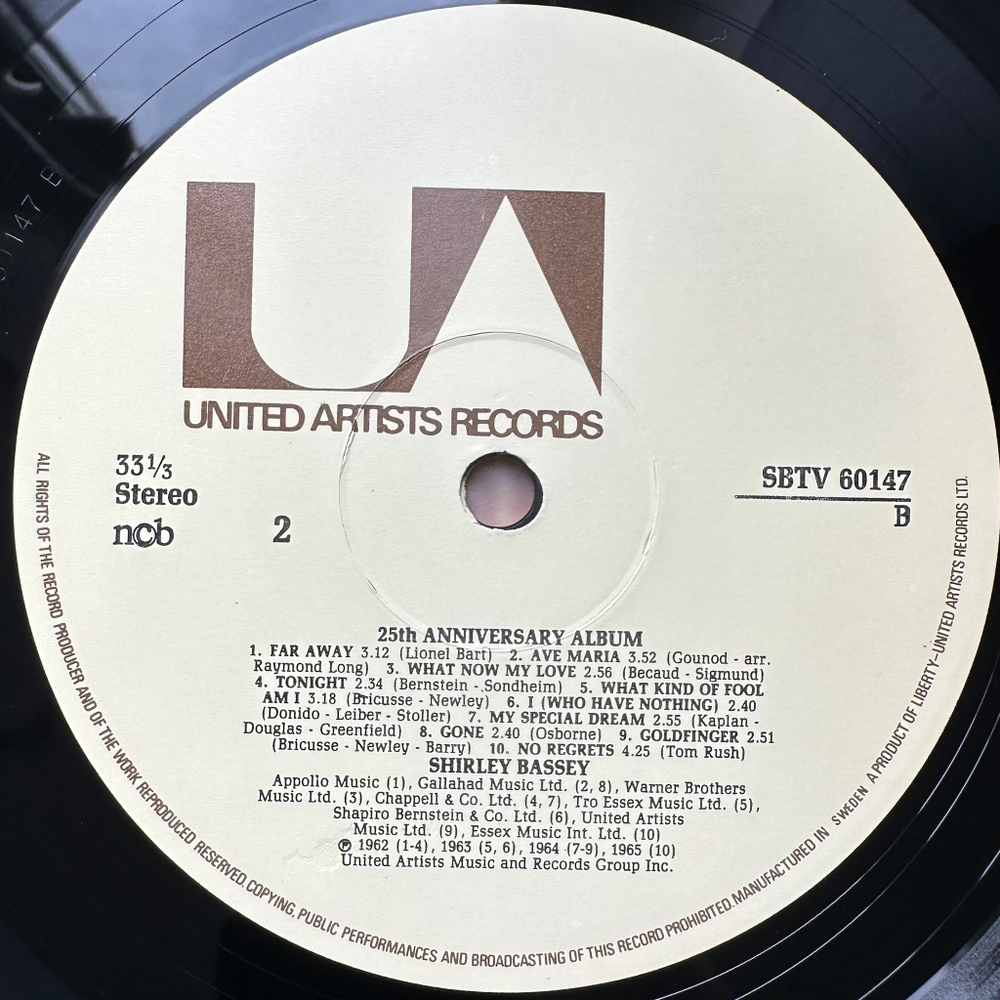 UA
UNITED ARTISTS RECORDS
33 1/3
Stereo
ncb
2
SBTV 60147
B
25th ANNIVERSARY ALBUM
1. FAR AWAY 3.12 (Lionel Bart) 2. AVE MARIA 3.52 (Gounod - arr.
Raymond Long) 3. WHAT NOW MY LOVE 2.56 (Becaud - Sigmund)
4. TONIGHT 2.34 (Bernstein - Sondheim) 5. WHAT KIND OF FOOL
AM I 3.18 (Bricusse - Newley) 6. I (WHO HAVE NOTHING) 2.40
(Donido - Leiber - Stoller) 7. MY SPECIAL DREAM 2.55 (Kaplan -
Douglas - Greenfield) 8. GONE 2.40 (Osborne) 9. GOLDFINGER 2.51
(Bricusse - Newley - Barry) 10. NO REGRETS 4.25 (Tom Rush)
SHIRLEY BASSEY
Appollo Music (1), Gallahad Music Ltd. (2, 8), Warner Brothers
Music Ltd. (3), Chappell & Co. Ltd. (4, 7), Tro Essex Music Ltd. (5),
Shapiro Bernstein & Co. Ltd. (6), United Artists
Music Ltd. (9), Essex Music Int. Ltd. (10)
℗ 1962 (1-4), 1963 (5, 6), 1964 (7-9), 1965 (10)
United Artists Music and Records Group Inc.
ALL RIGHTS OF THE RECORD PRODUCER AND OF THE WORK REPRODUCED RESERVED. COPYING, PUBLIC PERFORMANCES AND BROADCASTING OF THIS RECORD PROHIBITED. MANUFACTURED IN SWEDEN A PRODUCT OF LIBERTY-UNITED ARTISTS RECORDS LTD.